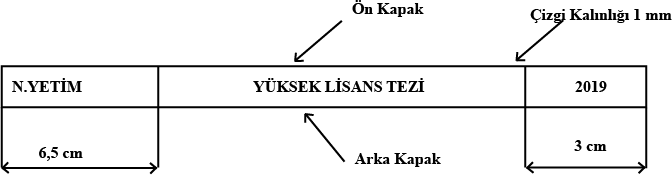 Ön Kapak
Çizgi Kalınlığı 1 mm
N.YETİM
YÜKSEK LİSANS TEZİ
2019
6,5 cm
Arka Kapak
3 cm